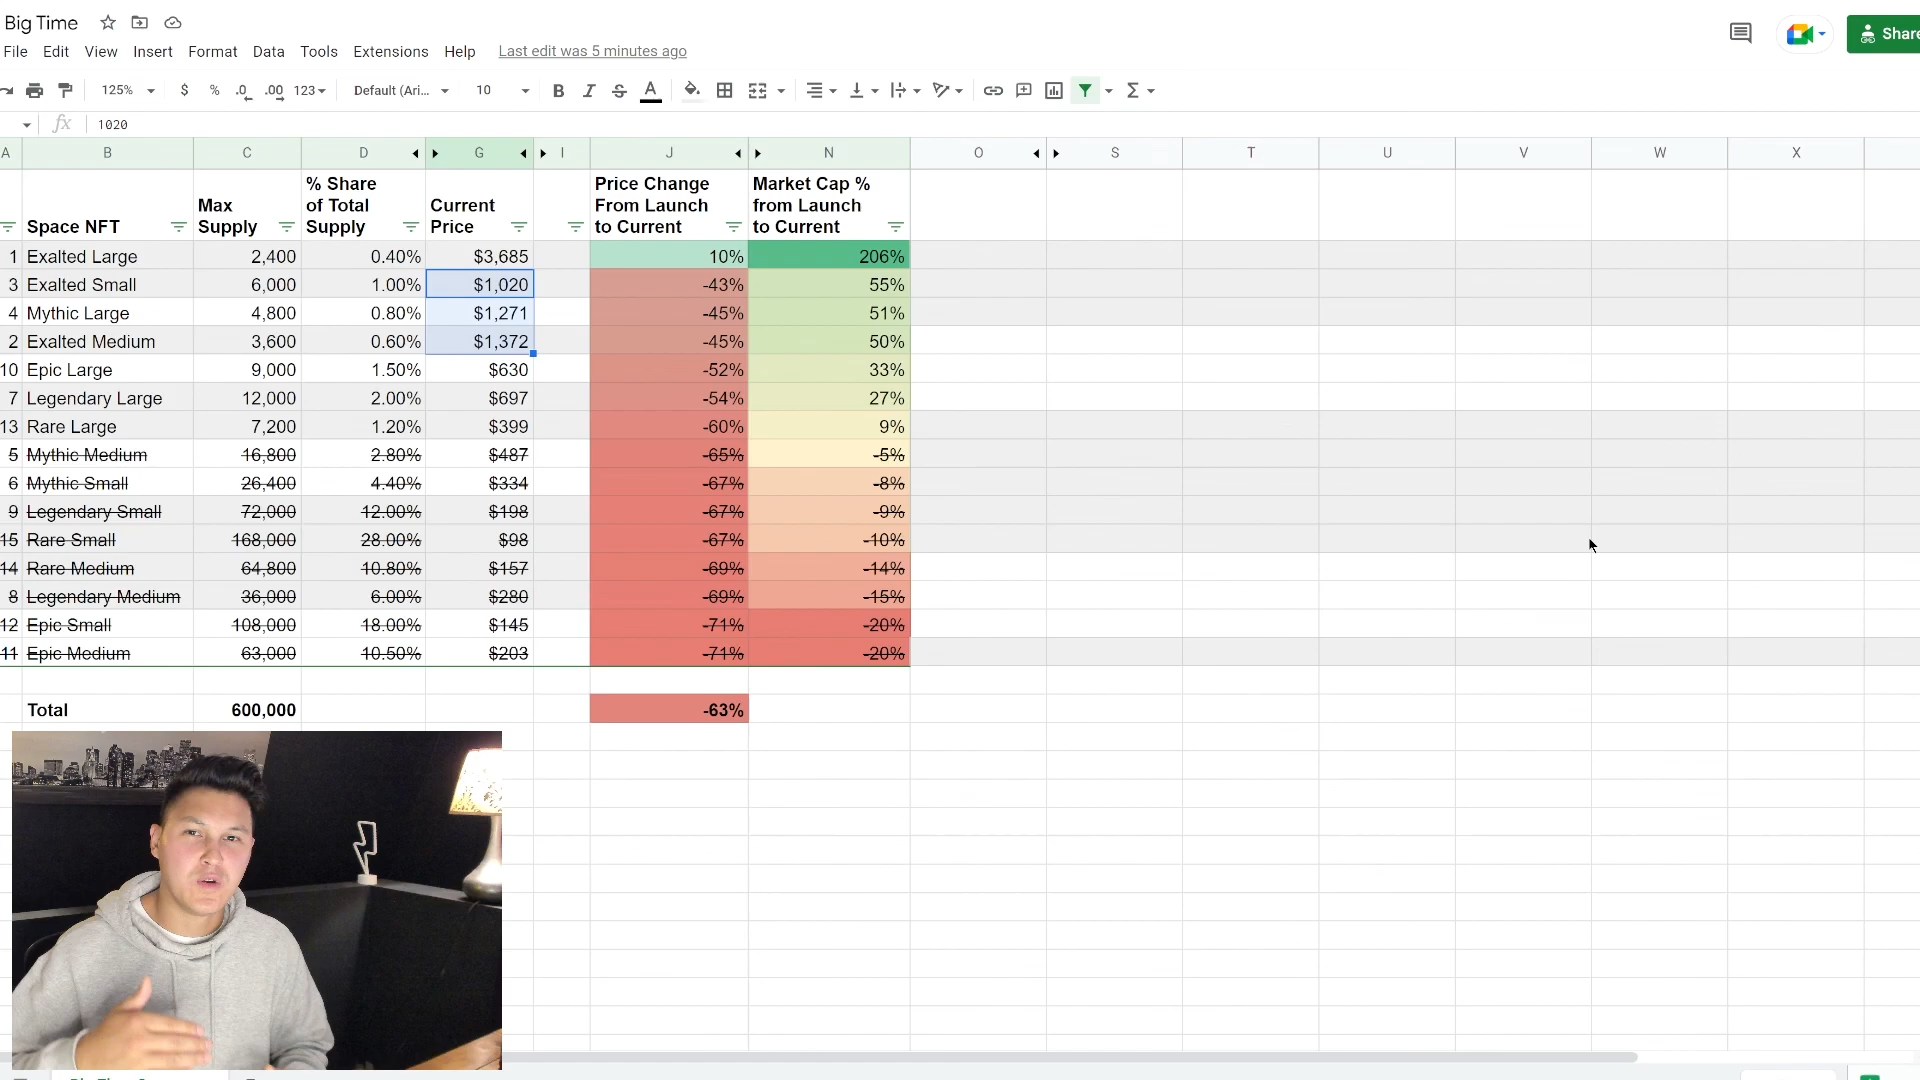 Big Time
File Edit View Insert Format Data Tools Extensions Help Last edit was 5 minutes ago
Share
125% $ % .0 .00 123 Default (Ari... 10 B I S A Σ
fx 1020
A B C D G I J N O S T U V W X
Space NFT Max Supply % Share of Total Supply Current Price Price Change From Launch to Current Market Cap % from Launch to Current
1 Exalted Large 2,400 0.40% $3,685 10% 206%
3 Exalted Small 6,000 1.00% $1,020 -43% 55%
4 Mythic Large 4,800 0.80% $1,271 -45% 51%
2 Exalted Medium 3,600 0.60% $1,372 -45% 50%
10 Epic Large 9,000 1.50% $630 -52% 33%
7 Legendary Large 12,000 2.00% $697 -54% 27%
13 Rare Large 7,200 1.20% $399 -60% 9%
5 Mythic Medium 16,800 2.80% $487 -65% -5%
6 Mythic Small 26,400 4.40% $334 -67% -8%
9 Legendary Small 72,000 12.00% $198 -67% -9%
15 Rare Small 168,000 28.00% $98 -67% -10%
14 Rare Medium 64,800 10.80% $157 -69% -14%
8 Legendary Medium 36,000 6.00% $280 -69% -15%
12 Epic Small 108,000 18.00% $145 -71% -20%
11 Epic Medium 63,000 10.50% $203 -71% -20%
Total 600,000 -63%